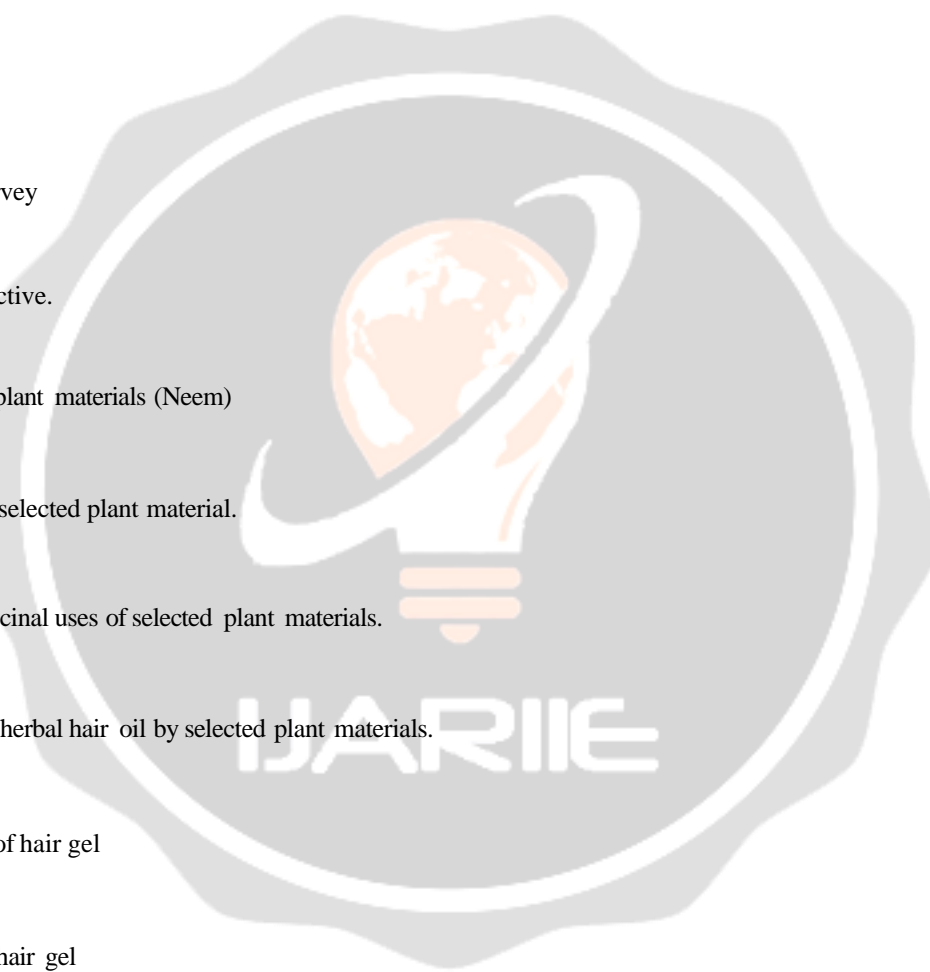 rvey
ctive.
plant materials (Neem)
selected plant material.
cinal uses of selected plant materials.
herbal hair oil by selected plant materials.
IJARIIE
of hair gel
hair gel